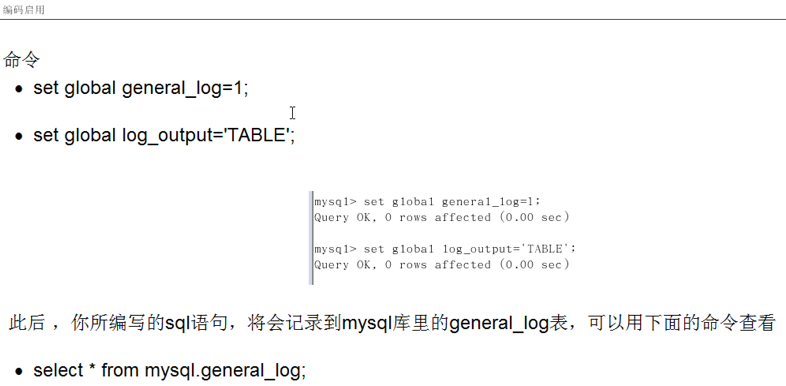 编码启用
命令
● set global general_log=1;
● set global log_output='TABLE';
mysql> set global general_log=1;
Query OK, 0 rows affected (0.00 sec)
mysql> set global log_output='TABLE';
Query OK, 0 rows affected (0.00 sec)
此后 ，你所编写的sql语句，将会记录到mysql库里的general_log表，可以用下面的命令查看
● select * from mysql.general_log;